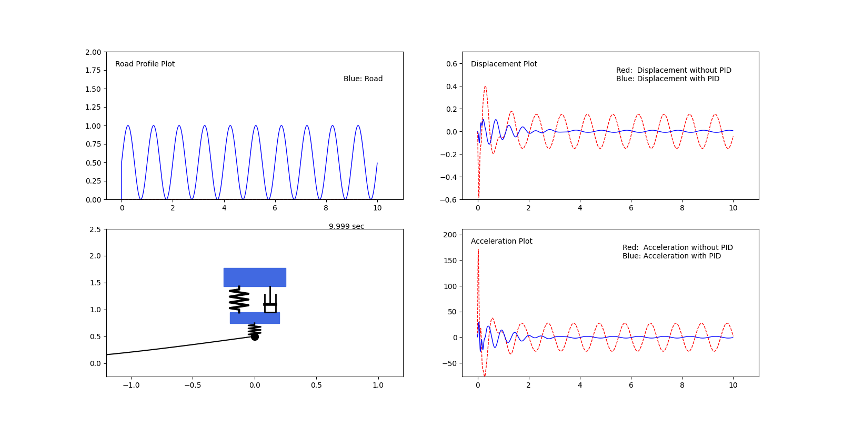 Road Profile Plot
Blue: Road
2.00
1.75
1.50
1.25
1.00
0.75
0.50
0.25
0.00
0 2 4 6 8 10
Displacement Plot
Red: Displacement without PID
Blue: Displacement with PID
0.6
0.4
0.2
0.0
−0.2
−0.4
−0.6
0 2 4 6 8 10
9.999 sec
2.5
2.0
1.5
1.0
0.5
0.0
−1.0 −0.5 0.0 0.5 1.0
Acceleration Plot
Red: Acceleration without PID
Blue: Acceleration with PID
200
150
100
50
0
−50
0 2 4 6 8 10